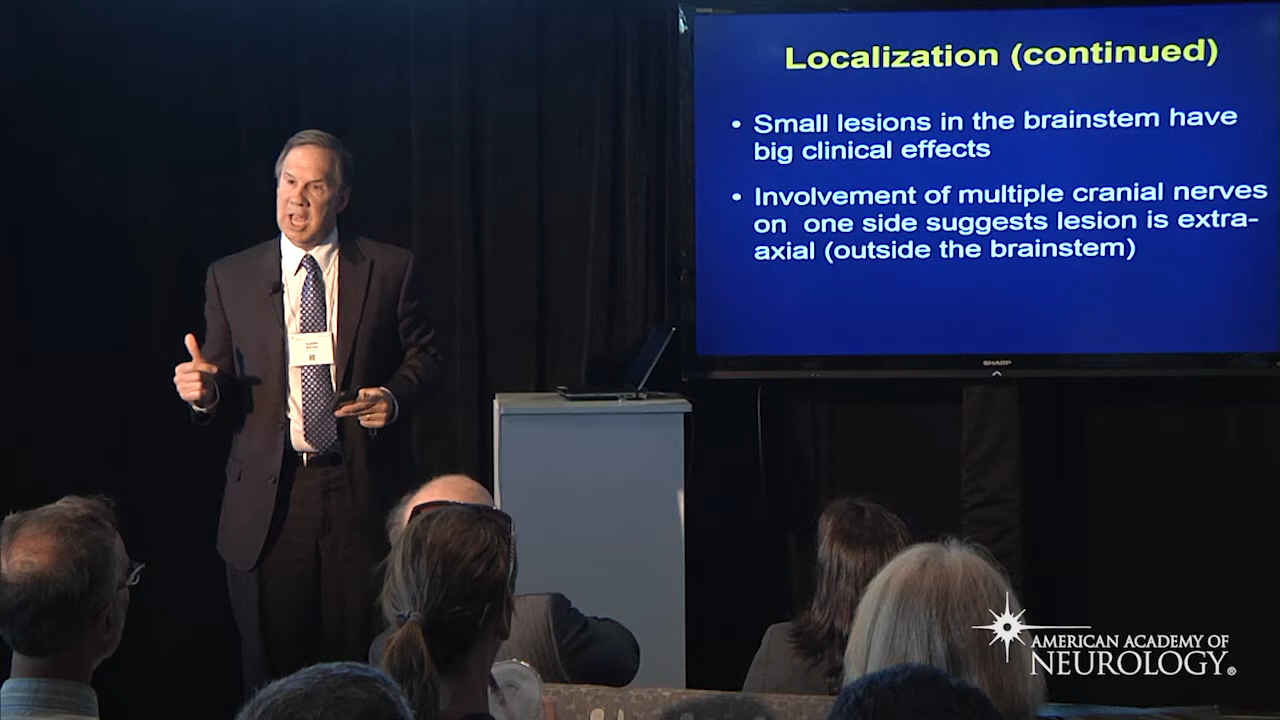 Localization (continued)
• Small lesions in the brainstem have
big clinical effects
• Involvement of multiple cranial nerves
on one side suggests lesion is extra-
axial (outside the brainstem)
SHARP
AMERICAN ACADEMY OF
NEUROLOGY®